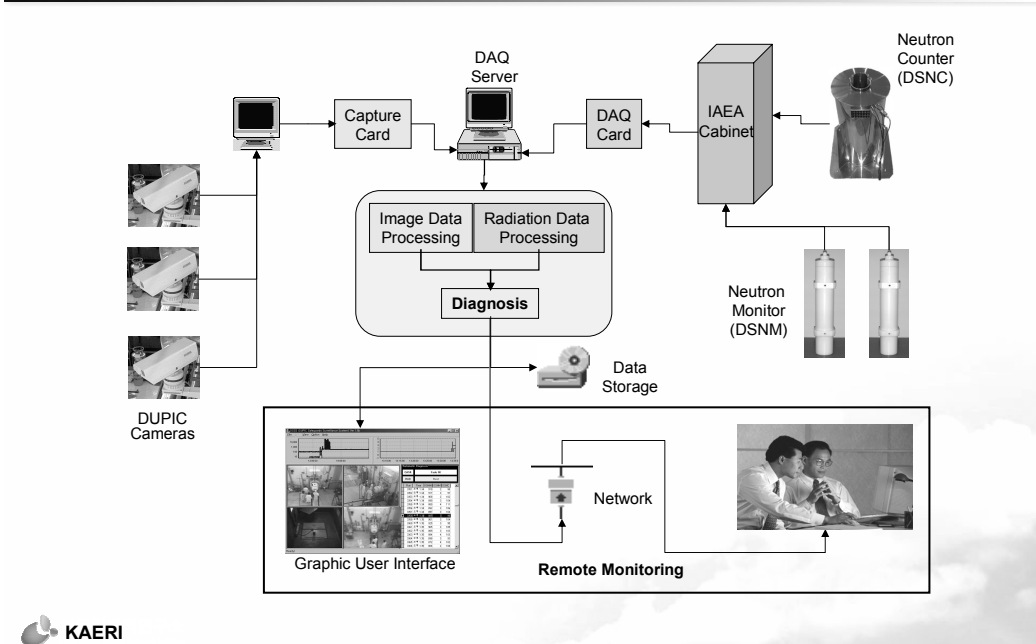 Neutron
Counter
(DSNC)
DAQ
Server
IAEA
Cabinet
Capture
Card
DAQ
Card
Image Data
Processing
Radiation Data
Processing
Diagnosis
Neutron
Monitor
(DSNM)
Data
Storage
DUPIC
Cameras
Network
Graphic User Interface
Remote Monitoring
KAERI